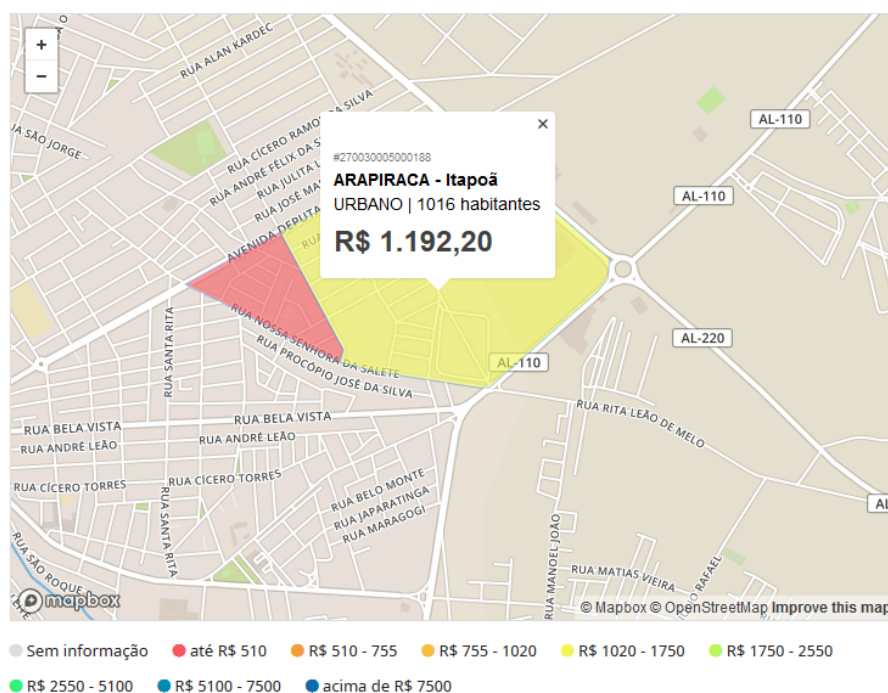 +
−
RUA ALAN KARDEC
AL-110
RUA SÃO JORGE
RUA CÍCERO RAMO DA SILVA
RUA ANDRÉ FÉLIX DA S
RUA JULITA L
RUA JOSÉ MA
AVENIDA DEPUTA
RUA
×
#270030005000188
ARAPIRACA - Itapoã
URBANO | 1016 habitantes
R$ 1.192,20
AL-110
AL-220
AL-110
RUA NOSSA SENHORA DA SALETE
RUA PROCÓPIO JOSÉ DA SILVA
RUA SANTA RITA
RUA BELA VISTA
RUA BELA VISTA
RUA ANDRÉ LEÃO
RUA ANDRÉ LEÃO
RUA RITA LEÃO DE MELO
RUA CÍCERO TORRES
RUA CÍCERO TORRES
RUA BELO MONTE
RUA JAPARATINGA
RUA MARAGOGI
AL
RUA SANTA RITA
RUA SÃO ROQUE
LEITE
RUA MANOEL JOÃO
RUA MATIAS VIEIRA
O RAFAEL
mapbox
© Mapbox © OpenStreetMap Improve this map
Sem informação até R$ 510 R$ 510 - 755 R$ 755 - 1020 R$ 1020 - 1750 R$ 1750 - 2550
R$ 2550 - 5100 R$ 5100 - 7500 acima de R$ 7500